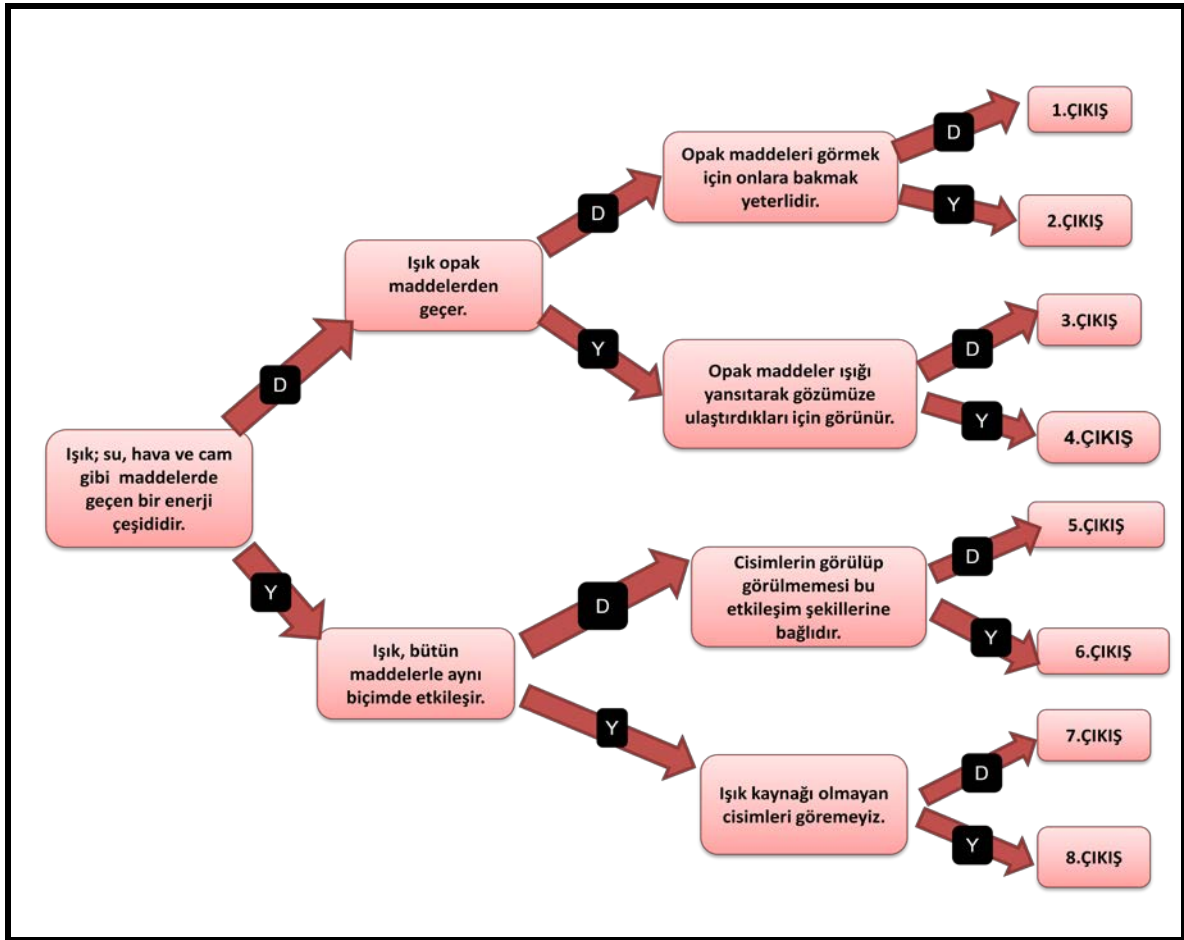 Işık; su, hava ve cam
gibi maddelerde
geçen bir enerji
çeşididir.
D
Y
Işık opak
maddelerden
geçer.
D
Y
Işık, bütün
maddelerle aynı
biçimde etkileşir.
D
Y
Opak maddeleri görmek
için onlara bakmak
yeterlidir.
D
Y
1.ÇIKIŞ
2.ÇIKIŞ
Opak maddeler ışığı
yansıtarak gözümüze
ulaştırdıkları için görünür.
D
Y
3.ÇIKIŞ
4.ÇIKIŞ
Cisimlerin görülüp
görülmemesi bu
etkileşim şekillerine
bağlıdır.
D
Y
5.ÇIKIŞ
6.ÇIKIŞ
Işık kaynağı olmayan
cisimleri göremeyiz.
D
Y
7.ÇIKIŞ
8.ÇIKIŞ